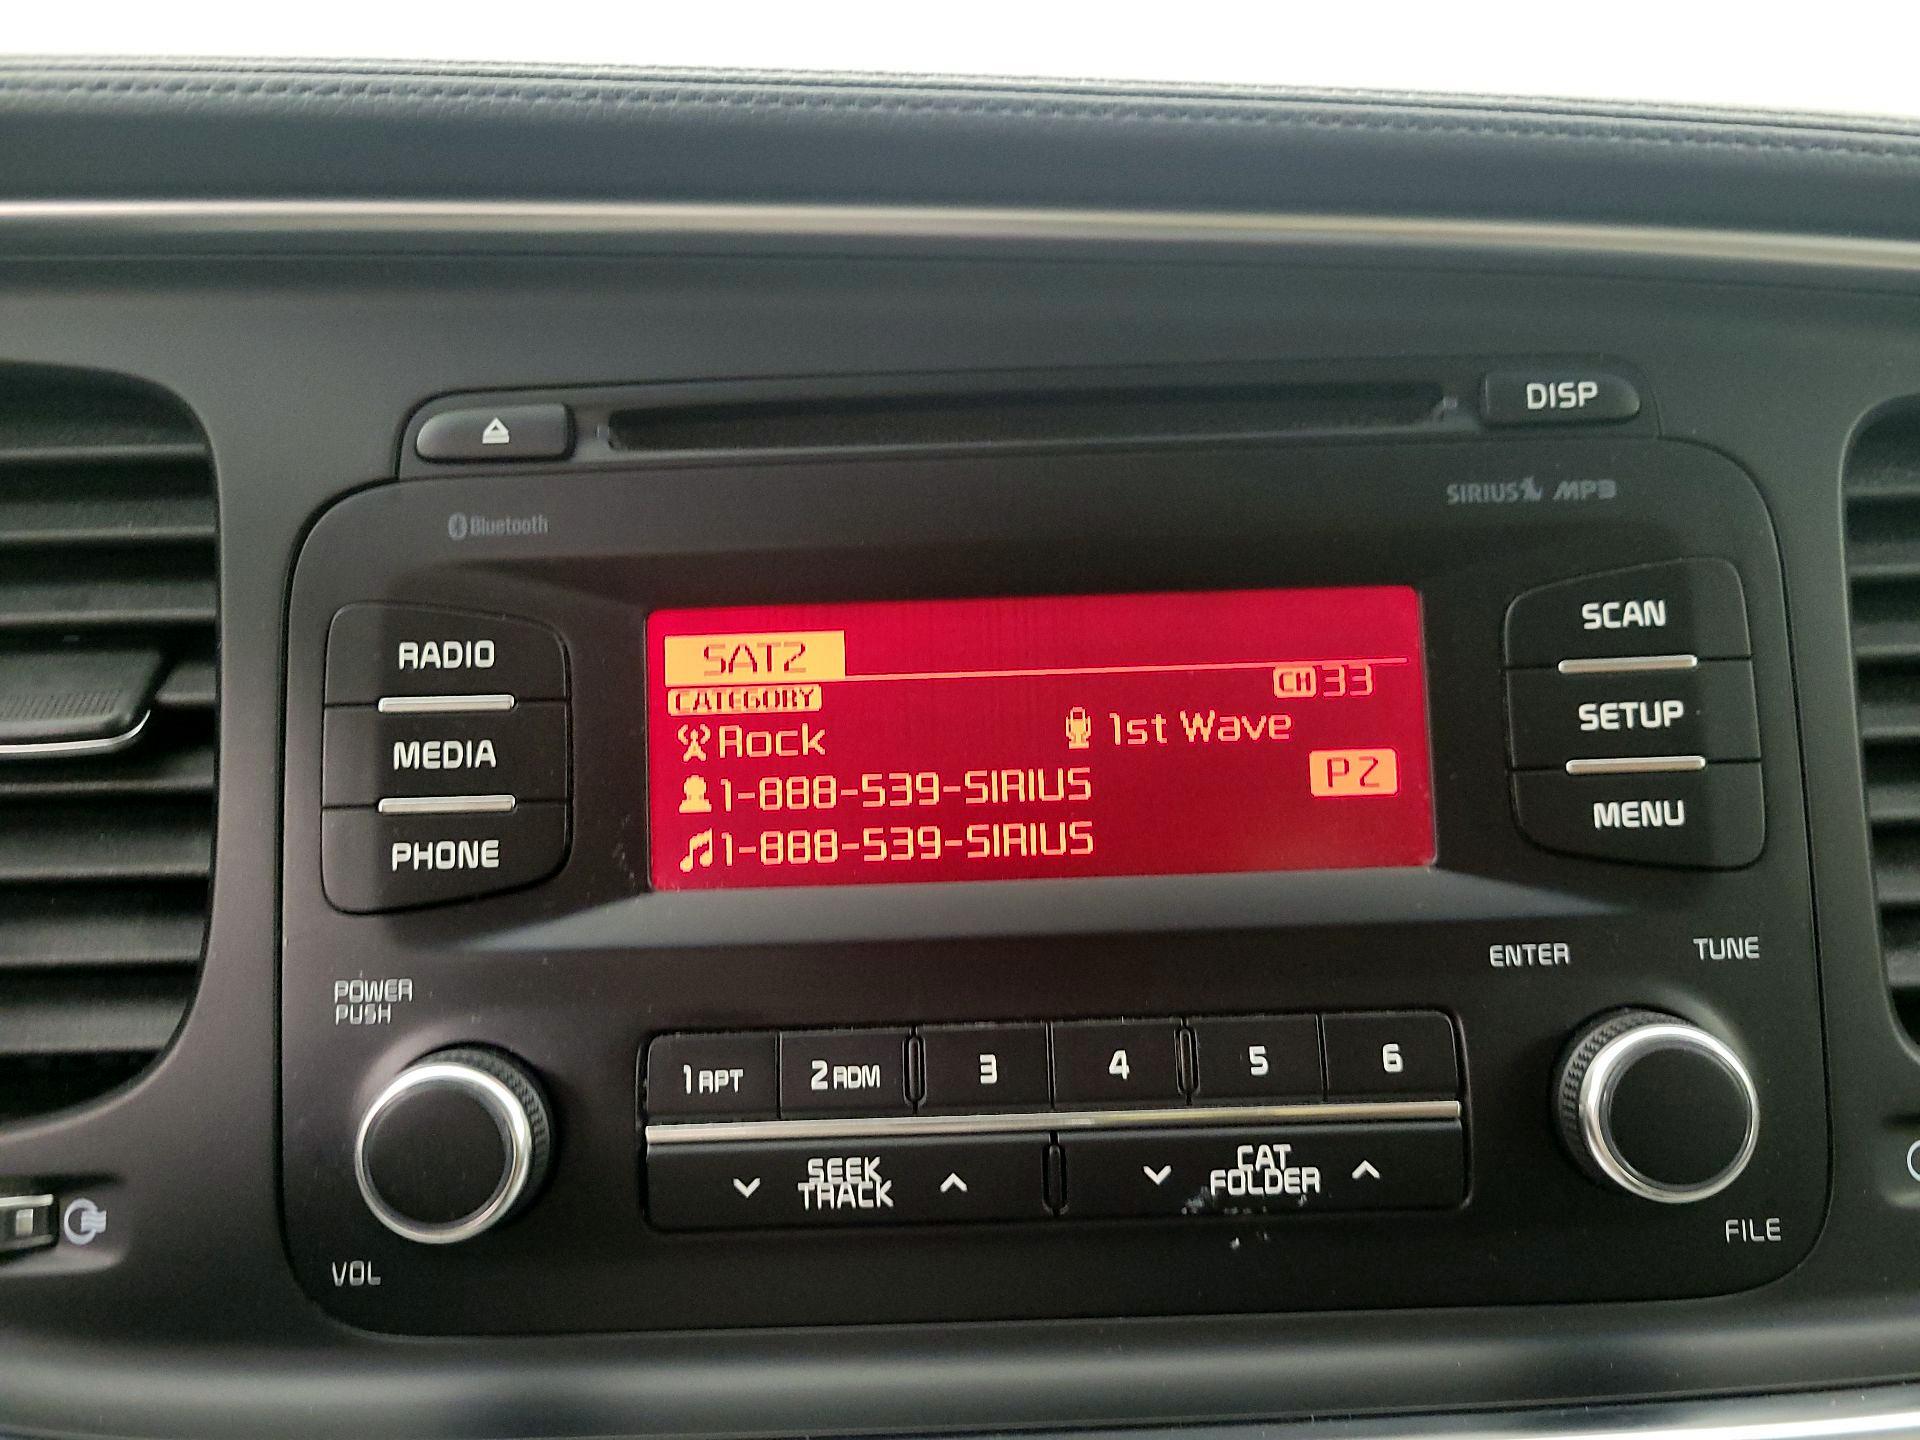 DISP
Bluetooth
SIRIUS MP3
RADIO
MEDIA
PHONE
SAT2
CATEGORY
CH 33
Rock
1st Wave
1-888-539-SIRIUS
P2
1-888-539-SIRIUS
SCAN
SETUP
MENU
POWER
PUSH
VOL
1 RPT
2 RDM
3
4
5
6
SEEK
TRACK
CAT
FOLDER
ENTER
TUNE
FILE